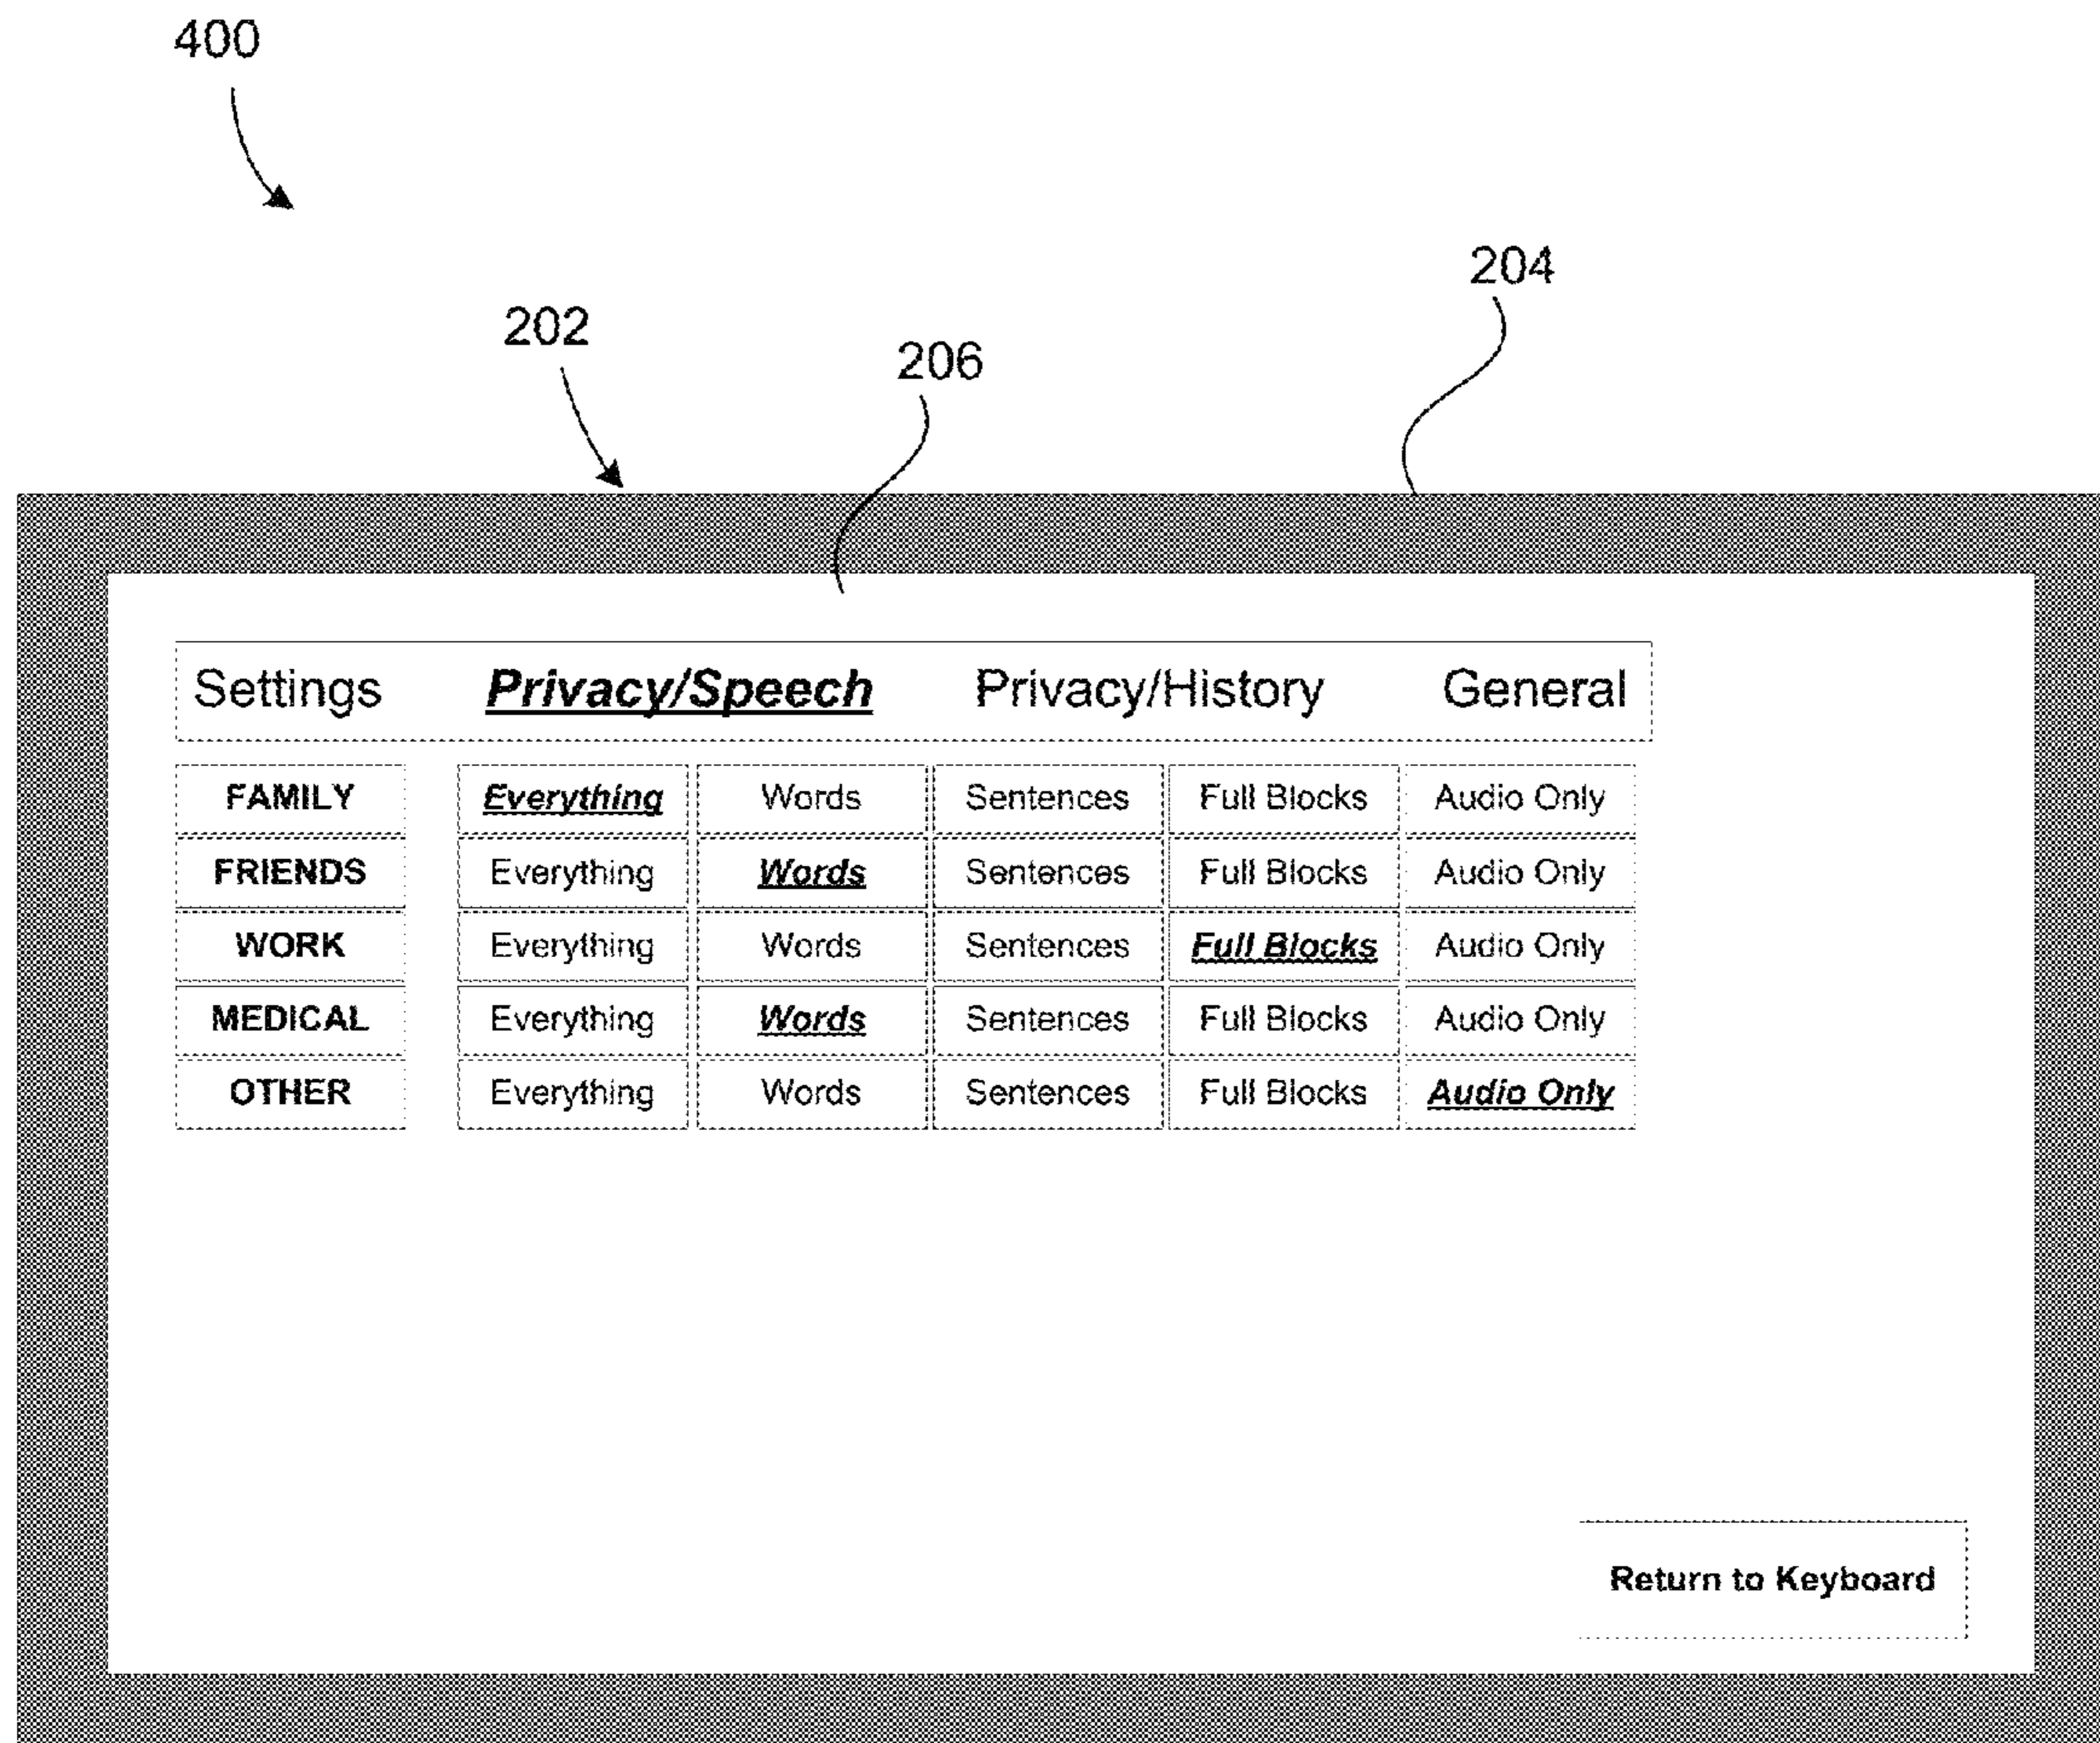 400
204
202
206
Settings Privacy/Speech Privacy/History General
FAMILY Everything Words Sentences Full Blocks Audio Only
FRIENDS Everything Words Sentences Full Blocks Audio Only
WORK Everything Words Sentences Full Blocks Audio Only
MEDICAL Everything Words Sentences Full Blocks Audio Only
OTHER Everything Words Sentences Full Blocks Audio Only
Return to Keyboard